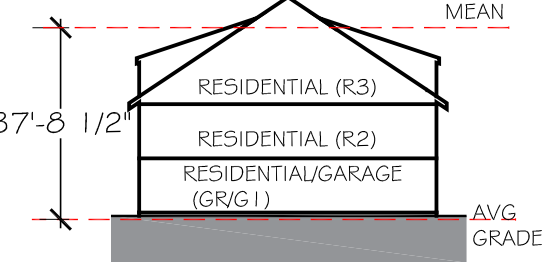 MEAN
RESIDENTIAL (R3)
37'-8 1/2"
RESIDENTIAL (R2)
RESIDENTIAL/GARAGE
(GR/G1)
AVG
GRADE